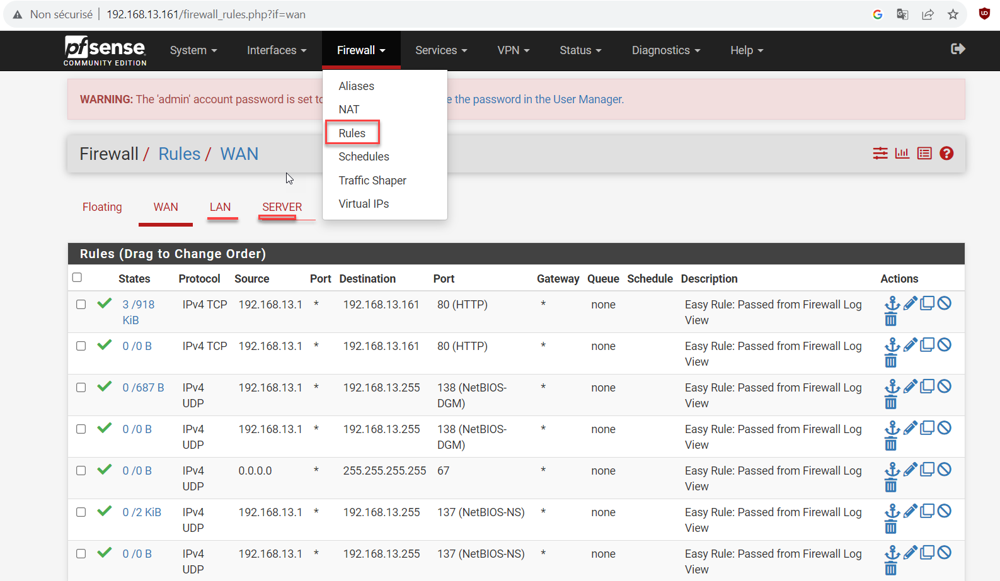 Non sécurisé | 192.168.13.161/firewall_rules.php?if=wan
pfsense COMMUNITY EDITION
System Interfaces Firewall Services VPN Status Diagnostics Help
Aliases
NAT
Rules
Schedules
Traffic Shaper
Virtual IPs
WARNING: The 'admin' account password is set to the password in the User Manager.
Firewall / Rules / WAN
Floating WAN LAN SERVER
Rules (Drag to Change Order)
States Protocol Source Port Destination Port Gateway Queue Schedule Description Actions
3 /918 IPv4 TCP 192.168.13.1 * 192.168.13.161 80 (HTTP) * none Easy Rule: Passed from Firewall Log
KiB View
0 /0 B IPv4 TCP 192.168.13.1 * 192.168.13.161 80 (HTTP) * none Easy Rule: Passed from Firewall Log
View
0 /687 B IPv4 192.168.13.1 * 192.168.13.255 138 (NetBIOS- * none Easy Rule: Passed from Firewall Log
UDP DGM) View
0 /0 B IPv4 192.168.13.1 * 192.168.13.255 138 (NetBIOS- * none Easy Rule: Passed from Firewall Log
UDP DGM) View
0 /0 B IPv4 0.0.0.0 * 255.255.255.255 67 * none Easy Rule: Passed from Firewall Log
UDP View
0 /2 KiB IPv4 192.168.13.1 * 192.168.13.255 137 (NetBIOS-NS) * none Easy Rule: Passed from Firewall Log
UDP View
0 /0 B IPv4 192.168.13.1 * 192.168.13.255 137 (NetBIOS-NS) * none Easy Rule: Passed from Firewall Log
UDP View